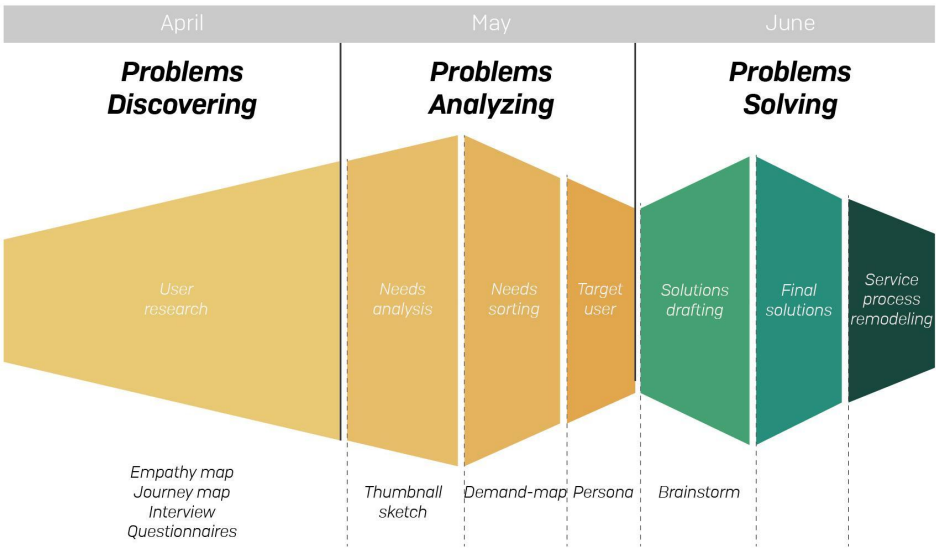 April
May
June
Problems
Discovering
Problems
Analyzing
Problems
Solving
User
research
Needs
analysis
Needs
sorting
Target
user
Solutions
drafting
Final
solutions
Service
process
remodeling
Empathy map
Journey map
Interview
Questionnaires
Thumbnall
sketch
Demand-map
Persona
Brainstorm